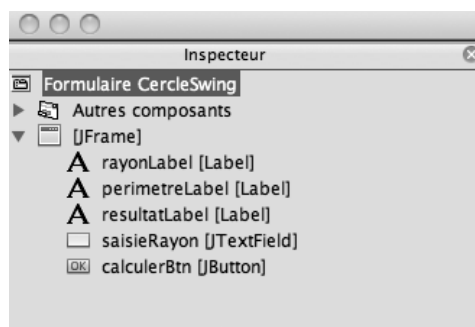 Inspecteur
Formulaire CercleSwing
Autres composants
[JFrame]
A rayonLabel [Label]
A perimetreLabel [Label]
A resultatLabel [Label]
saisieRayon [JTextField]
OK calculerBtn [JButton]